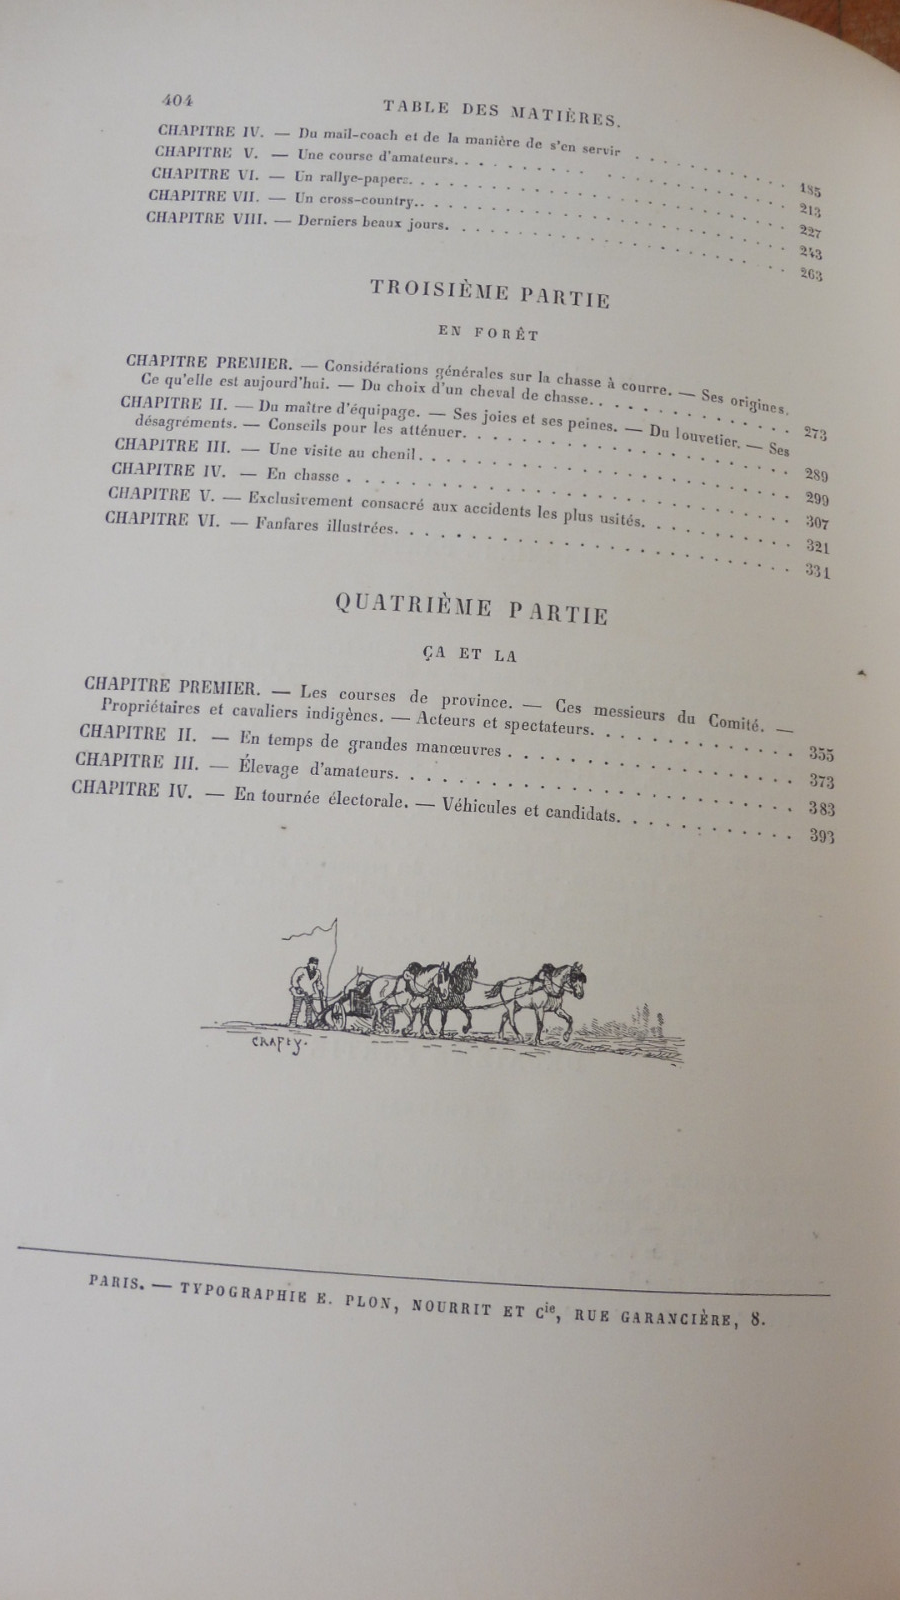 404 TABLE DES MATIÈRES.
CHAPITRE IV. — Du mail-coach et de la manière de s'en servir . . . . . . . . . . 185
CHAPITRE V. — Une course d'amateurs. . . . . . . . . . . . . . . . . 213
CHAPITRE VI. — Un rallye-papers. . . . . . . . . . . . . . . . . . . 227
CHAPITRE VII. — Un cross-country. . . . . . . . . . . . . . . . . . . 243
CHAPITRE VIII. — Derniers beaux jours. . . . . . . . . . . . . . . . . . 263
TROISIÈME PARTIE
EN FORÊT
CHAPITRE PREMIER. — Considérations générales sur la chasse à courre. — Ses origines.
Ce qu'elle est aujourd'hui. — Du choix d'un cheval de chasse. . . . . . . . . . . 273
CHAPITRE II. — Du maître d'équipage. — Ses joies et ses peines. — Du louvetier. — Ses
désagréments. — Conseils pour les atténuer. . . . . . . . . . . . . . . . . 289
CHAPITRE III. — Une visite au chenil. . . . . . . . . . . . . . . . . . . 299
CHAPITRE IV. — En chasse . . . . . . . . . . . . . . . . . . . . . 307
CHAPITRE V. — Exclusivement consacré aux accidents les plus usités. . . . . . . . 321
CHAPITRE VI. — Fanfares illustrées. . . . . . . . . . . . . . . . . . . 331
QUATRIÈME PARTIE
ÇA ET LA
CHAPITRE PREMIER. — Les courses de province. — Ces messieurs du Comité. —
Propriétaires et cavaliers indigènes. — Acteurs et spectateurs. . . . . . . . . . . 355
CHAPITRE II. — En temps de grandes manœuvres . . . . . . . . . . . . . . 373
CHAPITRE III. — Élevage d'amateurs. . . . . . . . . . . . . . . . . . . 383
CHAPITRE IV. — En tournée électorale. — Véhicules et candidats. . . . . . . . . . 393
CRAFTY.
PARIS. — TYPOGRAPHIE E. PLON, NOURRIT ET Cie, RUE GARANCIÈRE, 8.